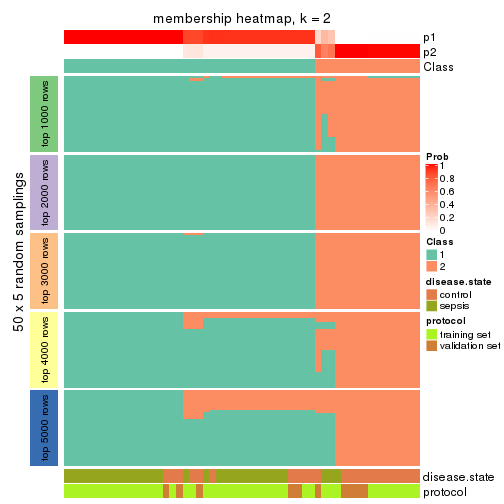 membership heatmap, k = 2
p1
p2
Class
50 x 5 random samplings
top 1000 rows
top 2000 rows
top 3000 rows
top 4000 rows
top 5000 rows
Prob
1
0.8
0.6
0.4
0.2
0
Class
1
2
disease.state
control
sepsis
protocol
training set
validation set
disease.state
protocol